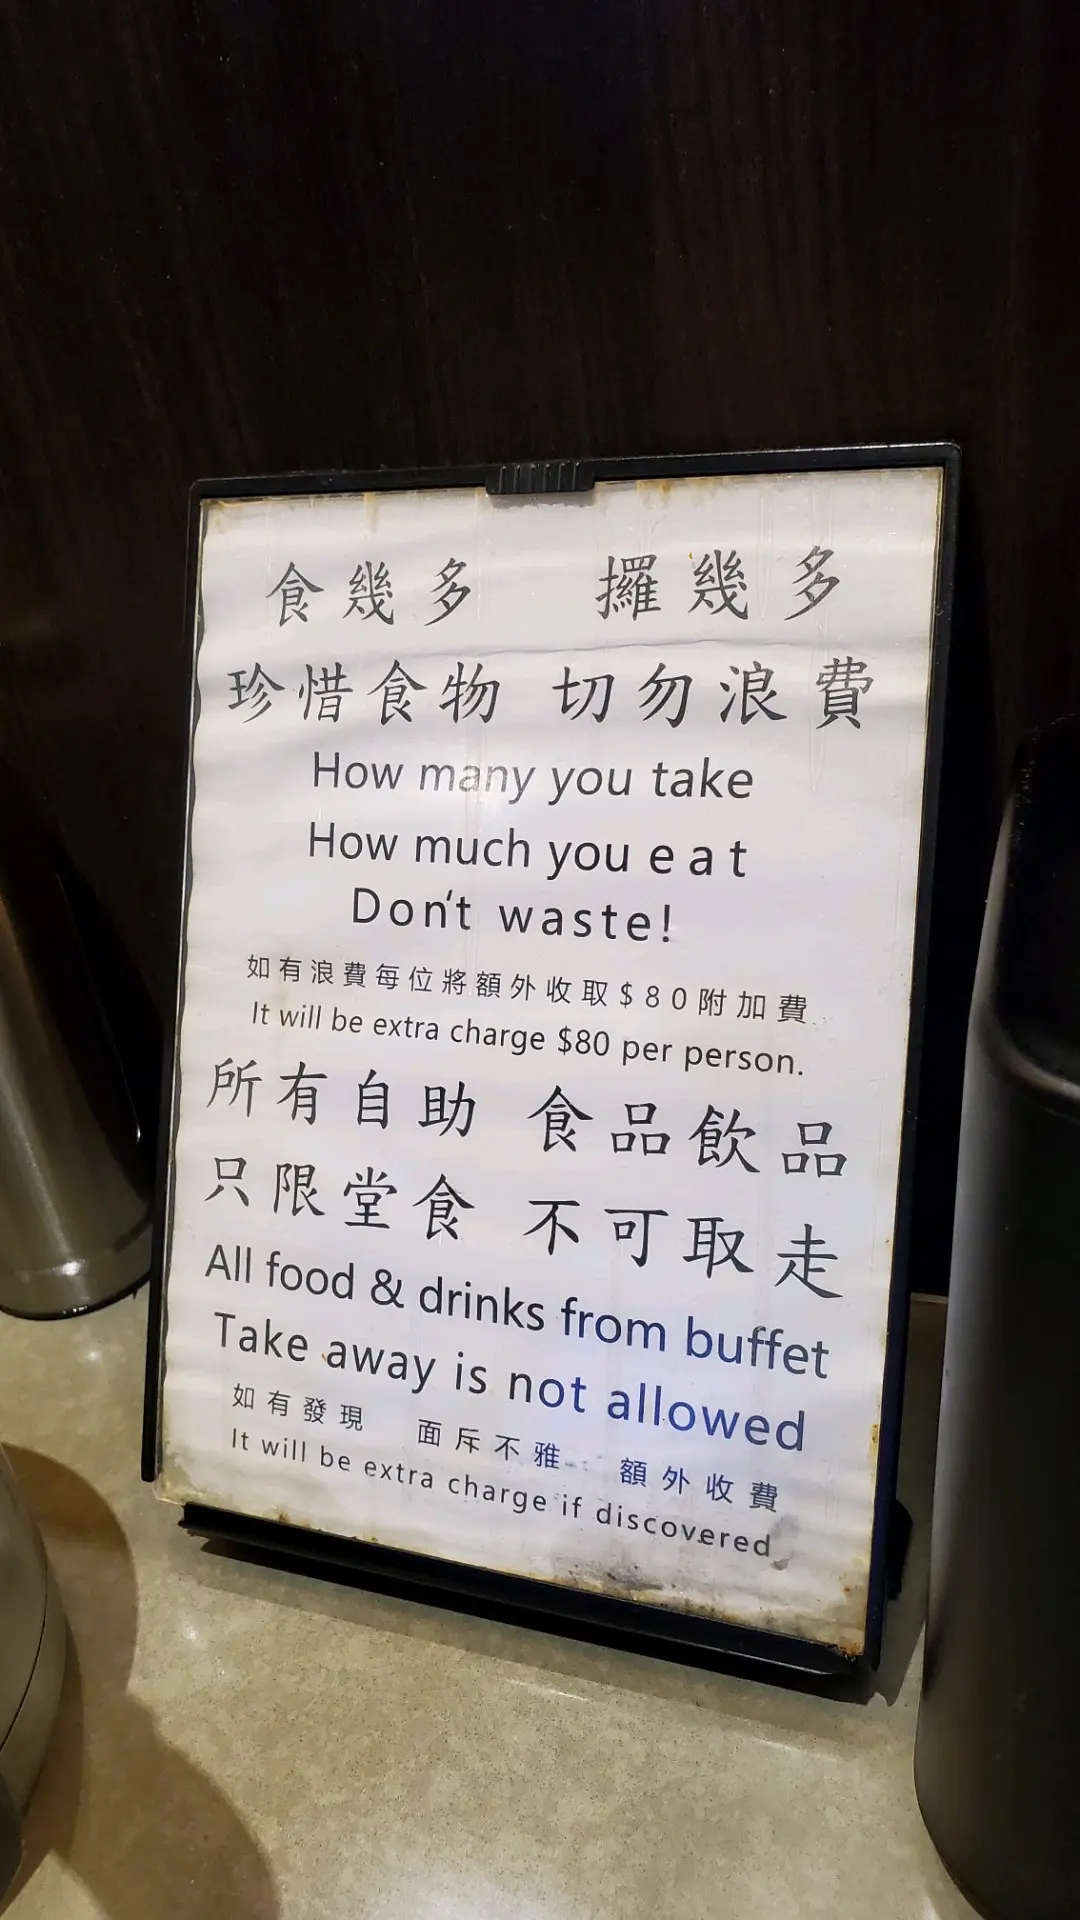 食幾多 攞幾多
珍惜食物 切勿浪費
How many you take
How much you eat
Don't waste!
如有浪費每位將額外收取$80附加費
It will be extra charge $80 per person.
所有自助 食品飲品
只限堂食 不可取走
All food & drinks from buffet
Take away is not allowed
如有發現 面斥不雅 額外收費
It will be extra charge if discovered